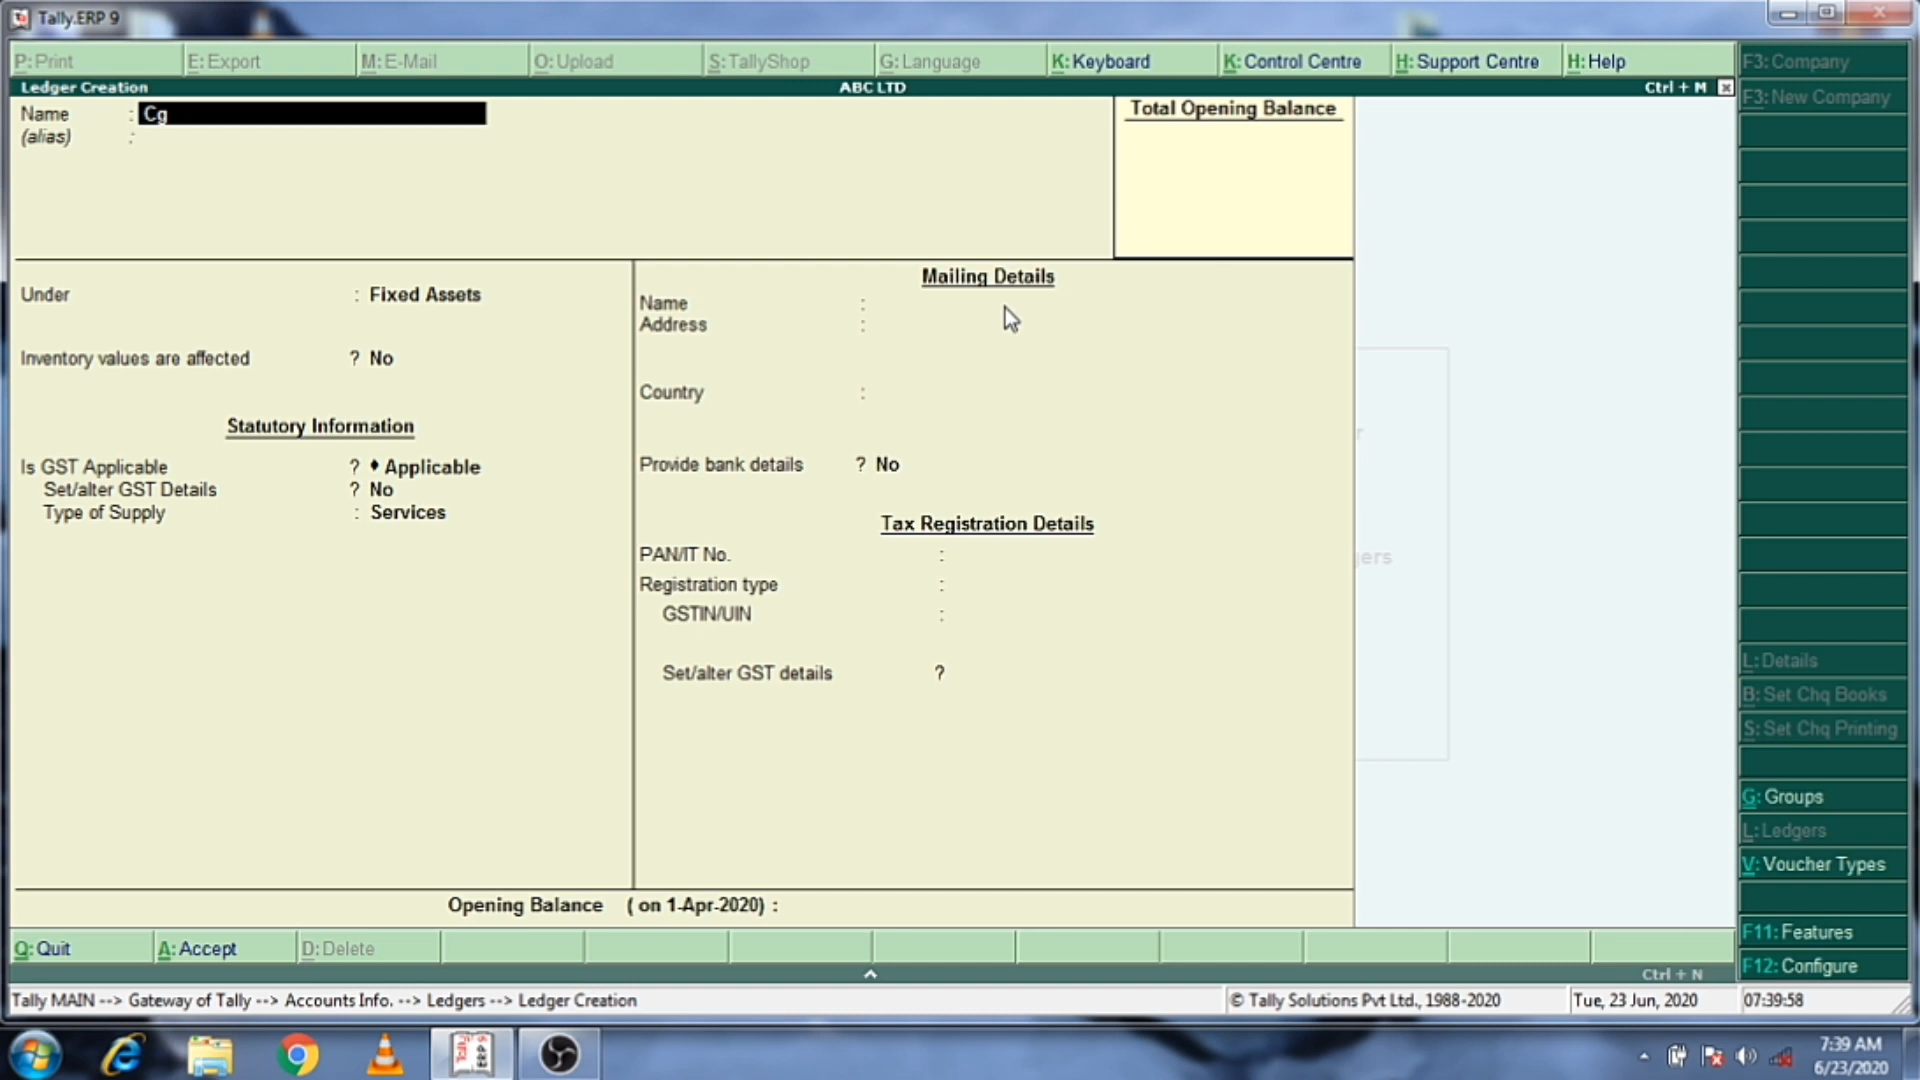 Tally.ERP 9
P: Print E: Export M: E-Mail O: Upload S: TallyShop G: Language K: Keyboard K: Control Centre H: Support Centre H: Help
F3: Company
Ledger Creation ABC LTD Ctrl + M
F3: New Company
Name : Cg
(alias) :
Total Opening Balance
Under : Fixed Assets
Inventory values are affected ? No
Statutory Information
Is GST Applicable ? ♦ Applicable
Set/alter GST Details ? No
Type of Supply : Services
Mailing Details
Name :
Address :
Country :
Provide bank details ? No
Tax Registration Details
PAN/IT No. :
Registration type :
GSTIN/UIN :
Set/alter GST details ?
r
gers
L: Details
B: Set Chq Books
S: Set Chq Printing
G: Groups
L: Ledgers
V: Voucher Types
F11: Features
F12: Configure
Opening Balance ( on 1-Apr-2020) :
Q: Quit A: Accept D: Delete
Ctrl + N
Tally MAIN --> Gateway of Tally --> Accounts Info. --> Ledgers --> Ledger Creation © Tally Solutions Pvt Ltd., 1988-2020 Tue, 23 Jun, 2020 07:39:58
7:39 AM
6/23/2020